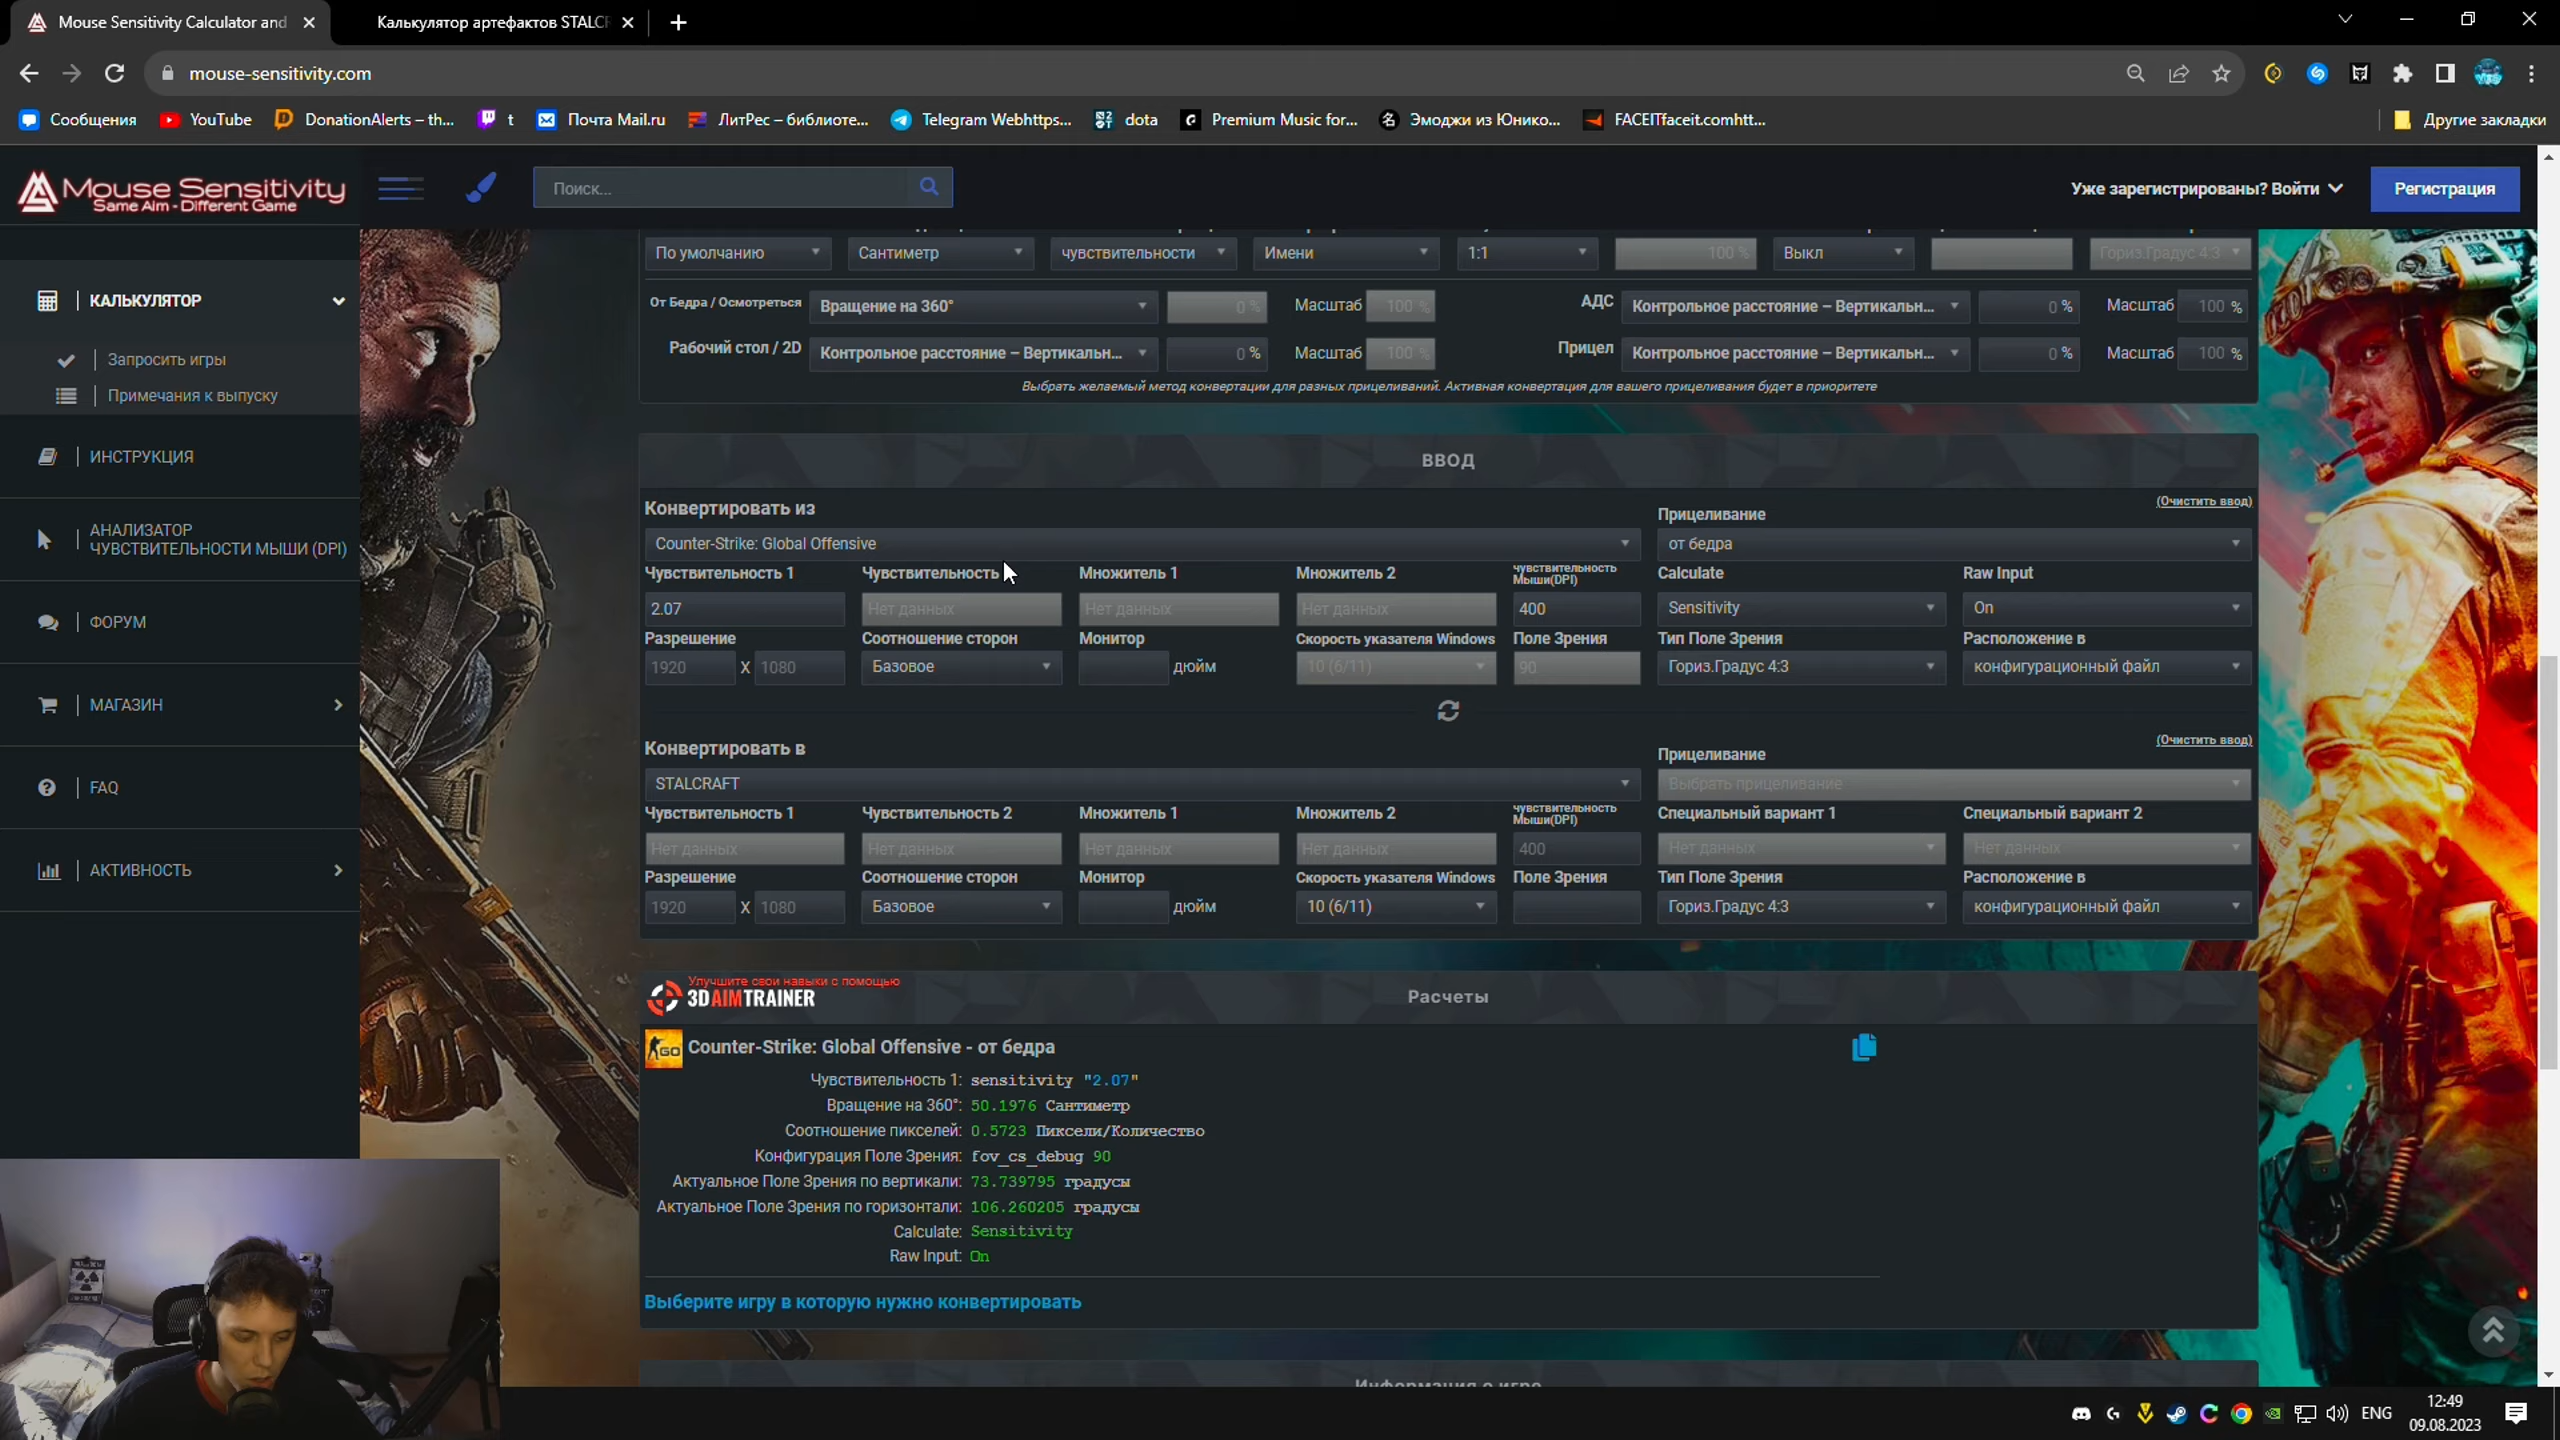 Mouse Sensitivity Calculator and
Калькулятор артефактов STALCR
mouse-sensitivity.com
Сообщения
YouTube
DonationAlerts – th...
t
Почта Mail.ru
ЛитРес – библиоте...
Telegram Webhttps...
dota
Premium Music for...
Эмоджи из Юнико...
FACEITfaceit.comhtt...
Другие закладки
Mouse Sensitivity
Same Aim - Different Game
Поиск...
Уже зарегистрированы? Войти
Регистрация
КАЛЬКУЛЯТОР
Запросить игры
Примечания к выпуску
ИНСТРУКЦИЯ
АНАЛИЗАТОР
ЧУВСТВИТЕЛЬНОСТИ МЫШИ (DPI)
ФОРУМ
МАГАЗИН
FAQ
АКТИВНОСТЬ
По умолчанию Сантиметр чувствительности Имени 1:1 100 % Выкл Гориз.Градус 4:3
От Бедра / Осмотреться Вращение на 360° 0 % Масштаб 100 % АДС Контрольное расстояние – Вертикальн... 0 % Масштаб 100 %
Рабочий стол / 2D Контрольное расстояние – Вертикальн... 0 % Масштаб 100 % Прицел Контрольное расстояние – Вертикальн... 0 % Масштаб 100 %
Выбрать желаемый метод конвертации для разных прицеливаний. Активная конвертация для вашего прицеливания будет в приоритете
ВВОД
Конвертировать из Прицеливание (Очистить ввод)
Counter-Strike: Global Offensive от бедра
Чувствительность 1 Чувствительность Множитель 1 Множитель 2 Чувствительность Мыши(DPI) Calculate Raw Input
2.07 Нет данных Нет данных Нет данных 400 Sensitivity On
Разрешение Соотношение сторон Монитор Скорость указателя Windows Поле Зрения Тип Поле Зрения Расположение в
1920 X 1080 Базовое дюйм 10 (6/11) 90 Гориз.Градус 4:3 конфигурационный файл
Конвертировать в Прицеливание (Очистить ввод)
STALCRAFT Выбрать прицеливание
Чувствительность 1 Чувствительность 2 Множитель 1 Множитель 2 Чувствительность Мыши(DPI) Специальный вариант 1 Специальный вариант 2
Нет данных Нет данных Нет данных Нет данных 400 Нет данных Нет данных
Разрешение Соотношение сторон Монитор Скорость указателя Windows Поле Зрения Тип Поле Зрения Расположение в
1920 X 1080 Базовое дюйм 10 (6/11) Гориз.Градус 4:3 конфигурационный файл
Улучшите свои навыки с помощью
3DAIMTRAINER
Расчеты
GO
Counter-Strike: Global Offensive - от бедра
Чувствительность 1: sensitivity "2.07"
Вращение на 360°: 50.1976 Сантиметр
Соотношение пикселей: 0.5723 Пиксели/Количество
Конфигурация Поле Зрения: fov_cs_debug 90
Актуальное Поле Зрения по вертикали: 73.739795 градусы
Актуальное Поле Зрения по горизонтали: 106.260205 градусы
Calculate: Sensitivity
Raw Input: On
Выберите игру в которую нужно конвертировать
Информация о игре
ENG
12:49
09.08.2023